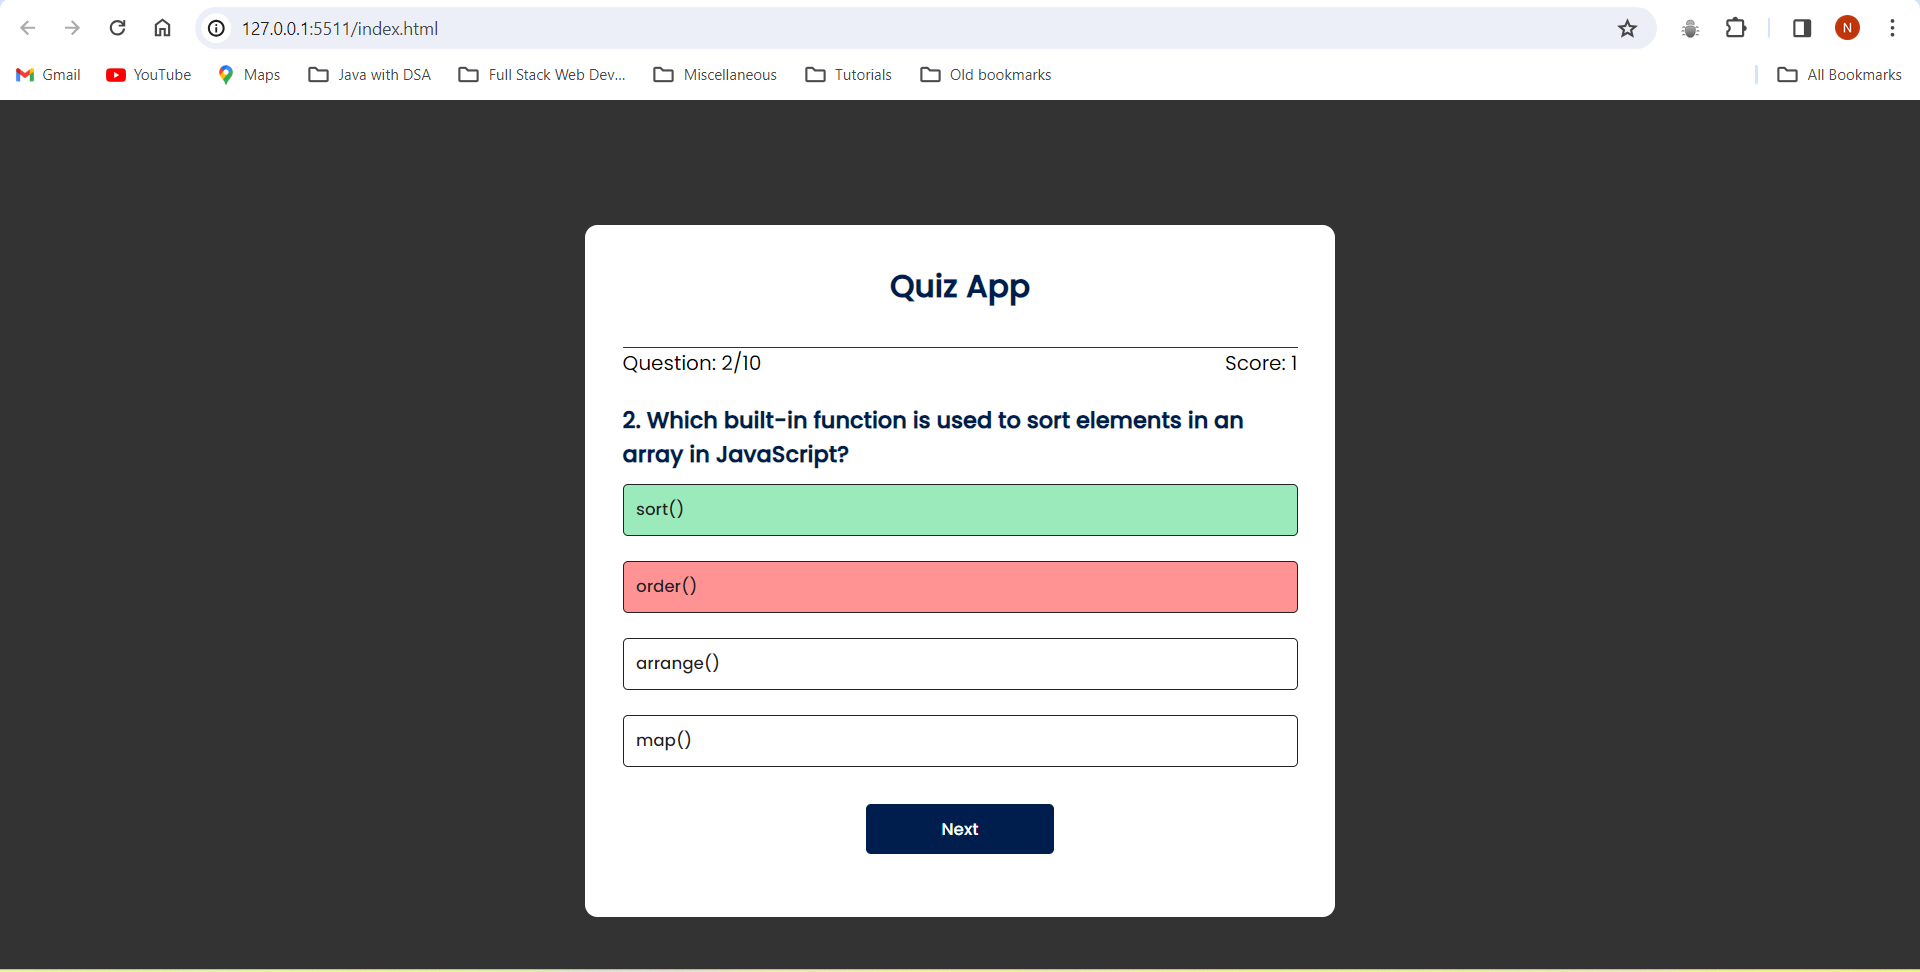 127.0.0.1:5511/index.html
N
Gmail
YouTube
Maps
Java with DSA
Full Stack Web Dev...
Miscellaneous
Tutorials
Old bookmarks
All Bookmarks
Quiz App
Question: 2/10
Score: 1
2. Which built-in function is used to sort elements in an
array in JavaScript?
sort()
order()
arrange()
map()
Next